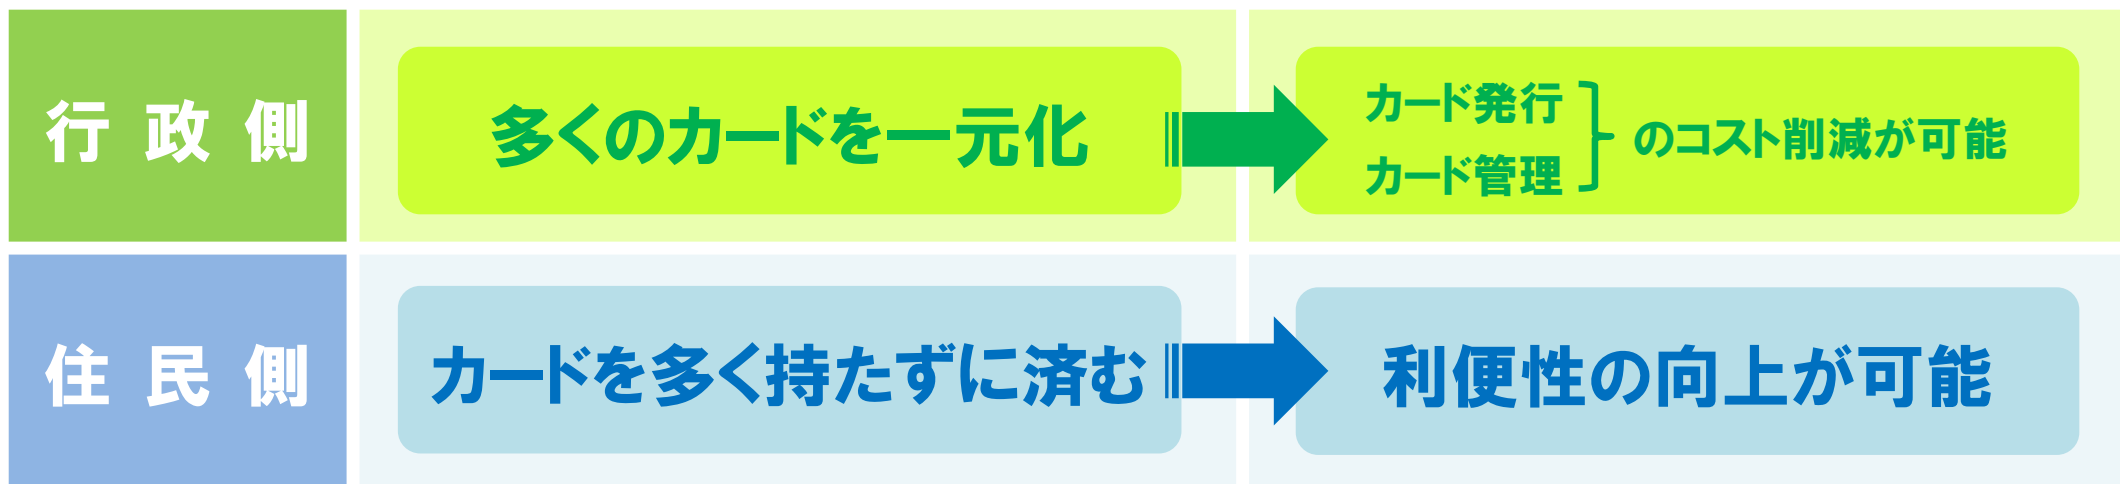 行政側
多くのカードを一元化
カード発行
カード管理
のコスト削減が可能
住民側
カードを多く持たずに済む
利便性の向上が可能